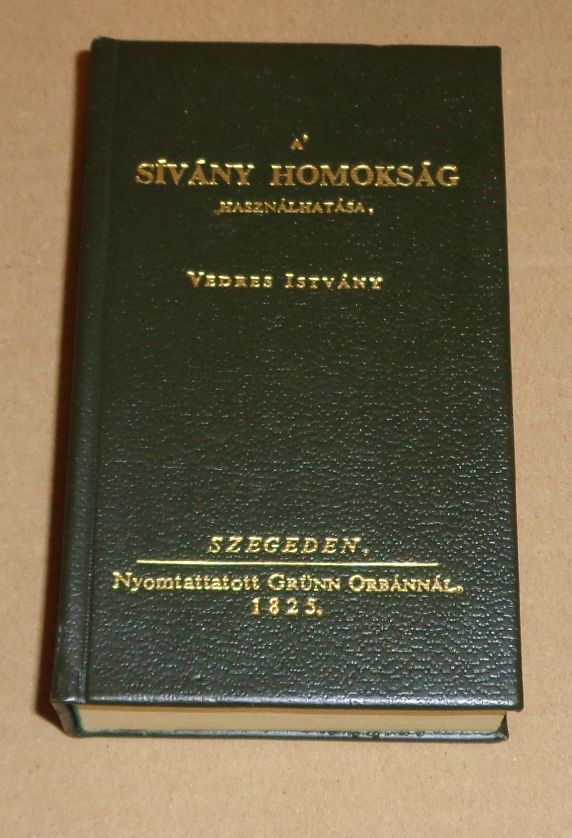 A'
SÍVÁNY HOMOKSÁG
HASZNÁLHATÁSA,
VEDRES ISTVÁNY
SZEGEDEN,
Nyomtattatott GRÜNN ORBÁNNÁL,
1825.